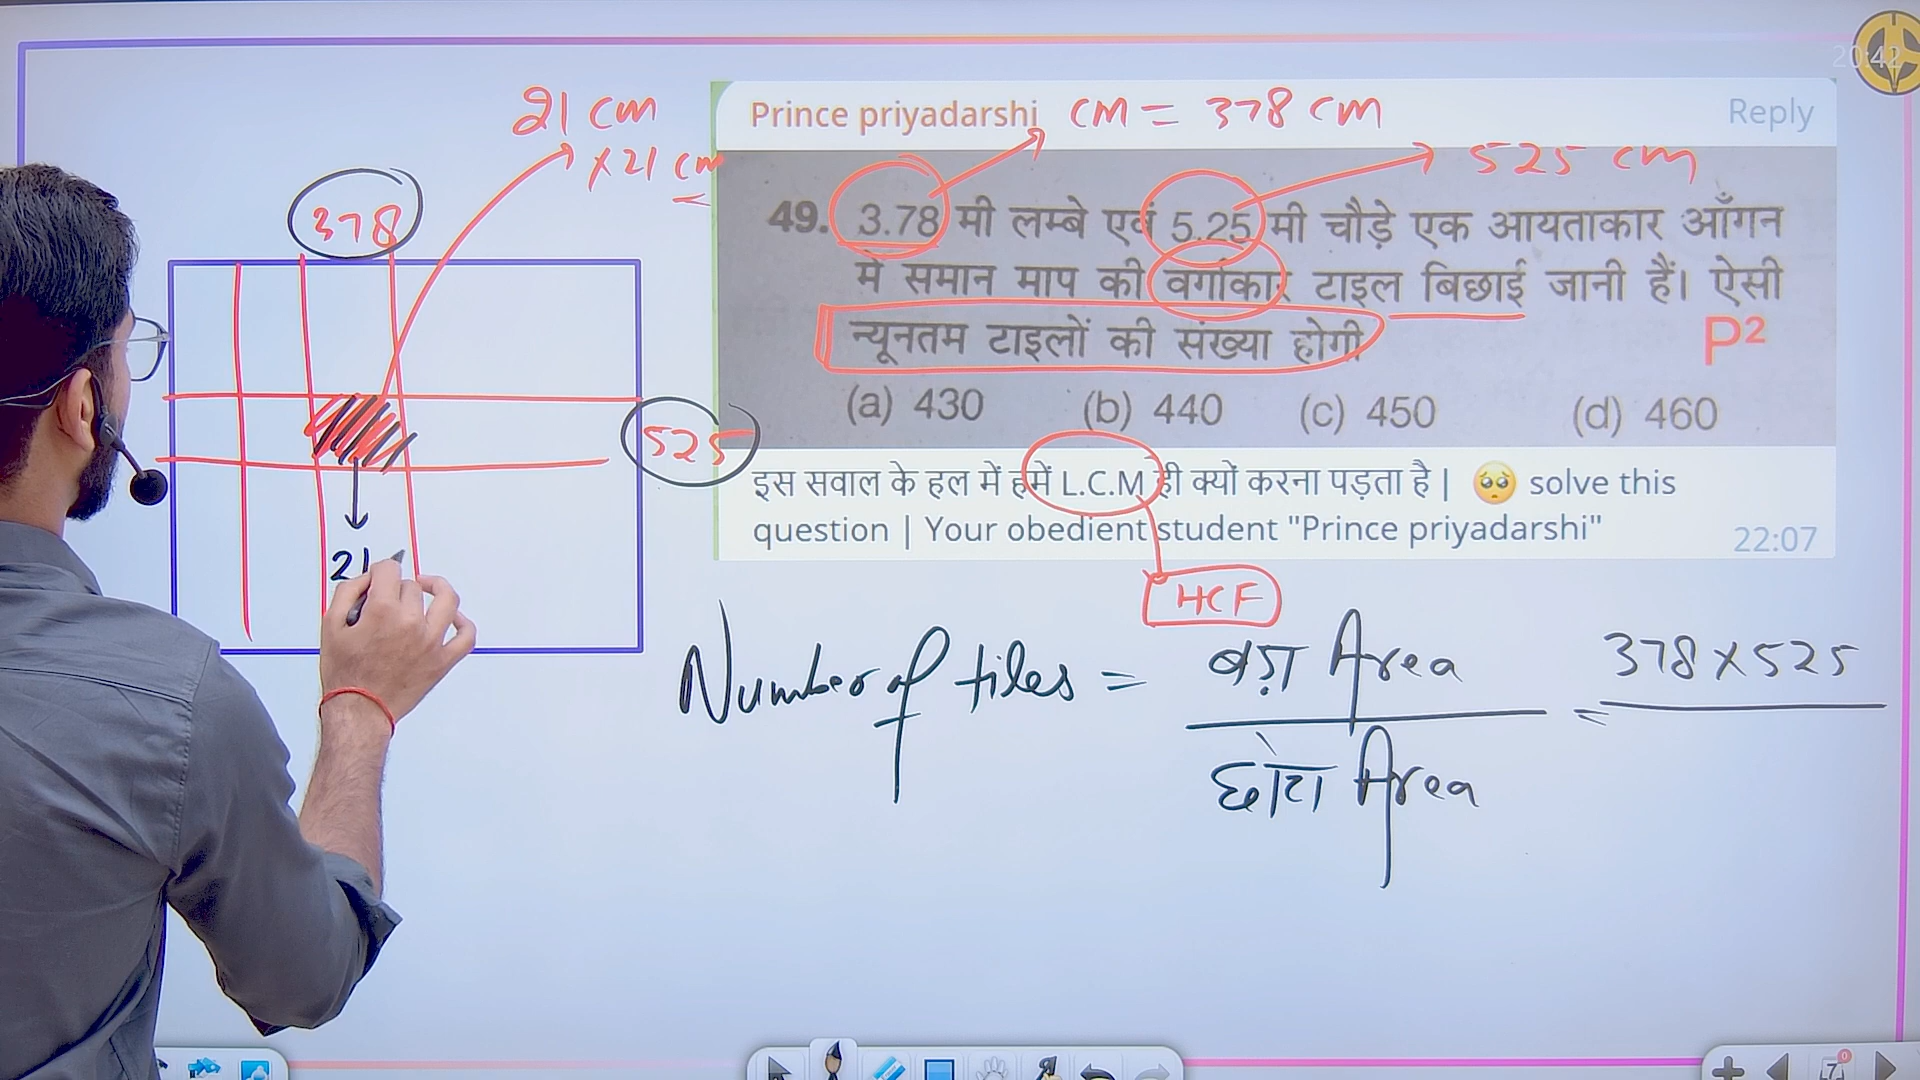 20:42
21 cm
x 21 cm
Prince priyadarshi
cm = 378 cm
Reply
525 cm
378
49. 3.78 मी लम्बे एवं 5.25 मी चौड़े एक आयताकार आँगन
में समान माप की वर्गाकार टाइल बिछाई जानी हैं। ऐसी
न्यूनतम टाइलों की संख्या होगी
P²
(a) 430 (b) 440 (c) 450 (d) 460
525
इस सवाल के हल में हमें L.C.M ही क्यों करना पड़ता है | 🥺 solve this
question | Your obedient student "Prince priyadarshi"
22:07
21
HCF
Number of tiles = बड़ा Area / छोटा Area = 378 x 525
7